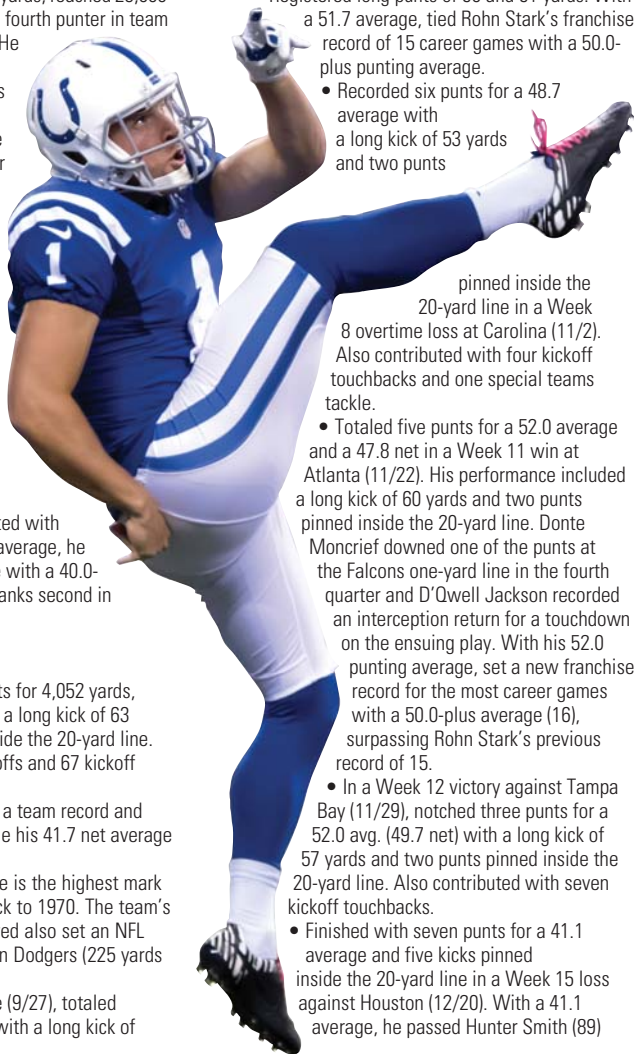 fourth punter in team
He
s
e
r
1
ted with
average, he
with a 40.0-
anks second in
ts for 4,052 yards,
a long kick of 63
ide the 20-yard line.
offs and 67 kickoff
a team record and
e his 41.7 net average
e is the highest mark
ck to 1970. The team's
ed also set an NFL
n Dodgers (225 yards
e (9/27), totaled
with a long kick of
Registered long punts of yards. With
a 51.7 average, tied Rohn Stark's franchise
record of 15 career games with a 50.0-
plus punting average.
• Recorded six punts for a 48.7
average with
a long kick of 53 yards
and two punts
pinned inside the
20-yard line in a Week
8 overtime loss at Carolina (11/2).
Also contributed with four kickoff
touchbacks and one special teams
tackle.
• Totaled five punts for a 52.0 average
and a 47.8 net in a Week 11 win at
Atlanta (11/22). His performance included
a long kick of 60 yards and two punts
pinned inside the 20-yard line. Donte
Moncrief downed one of the punts at
the Falcons one-yard line in the fourth
quarter and D'Qwell Jackson recorded
an interception return for a touchdown
on the ensuing play. With his 52.0
punting average, set a new franchise
record for the most career games
with a 50.0-plus average (16),
surpassing Rohn Stark's previous
record of 15.
• In a Week 12 victory against Tampa
Bay (11/29), notched three punts for a
52.0 avg. (49.7 net) with a long kick of
57 yards and two punts pinned inside the
20-yard line. Also contributed with seven
kickoff touchbacks.
• Finished with seven punts for a 41.1
average and five kicks pinned
inside the 20-yard line in a Week 15 loss
against Houston (12/20). With a 41.1
average, he passed Hunter Smith (89)